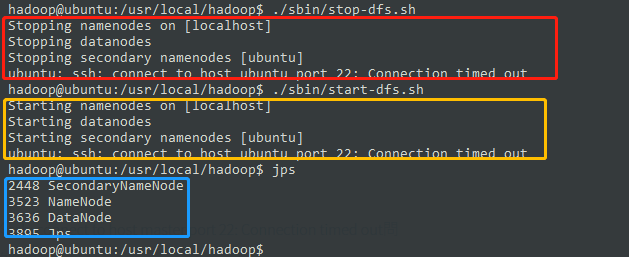 hadoop@ubuntu:/usr/local/hadoop$ ./sbin/stop-dfs.sh
Stopping namenodes on [localhost]
Stopping datanodes
Stopping secondary namenodes [ubuntu]
ubuntu: ssh: connect to host ubuntu port 22: Connection timed out
hadoop@ubuntu:/usr/local/hadoop$ ./sbin/start-dfs.sh
Starting namenodes on [localhost]
Starting datanodes
Starting secondary namenodes [ubuntu]
ubuntu: ssh: connect to host ubuntu port 22: Connection timed out
hadoop@ubuntu:/usr/local/hadoop$ jps
2448 SecondaryNameNode
3523 NameNode
3636 DataNode
3895 Jps
hadoop@ubuntu:/usr/local/hadoop$